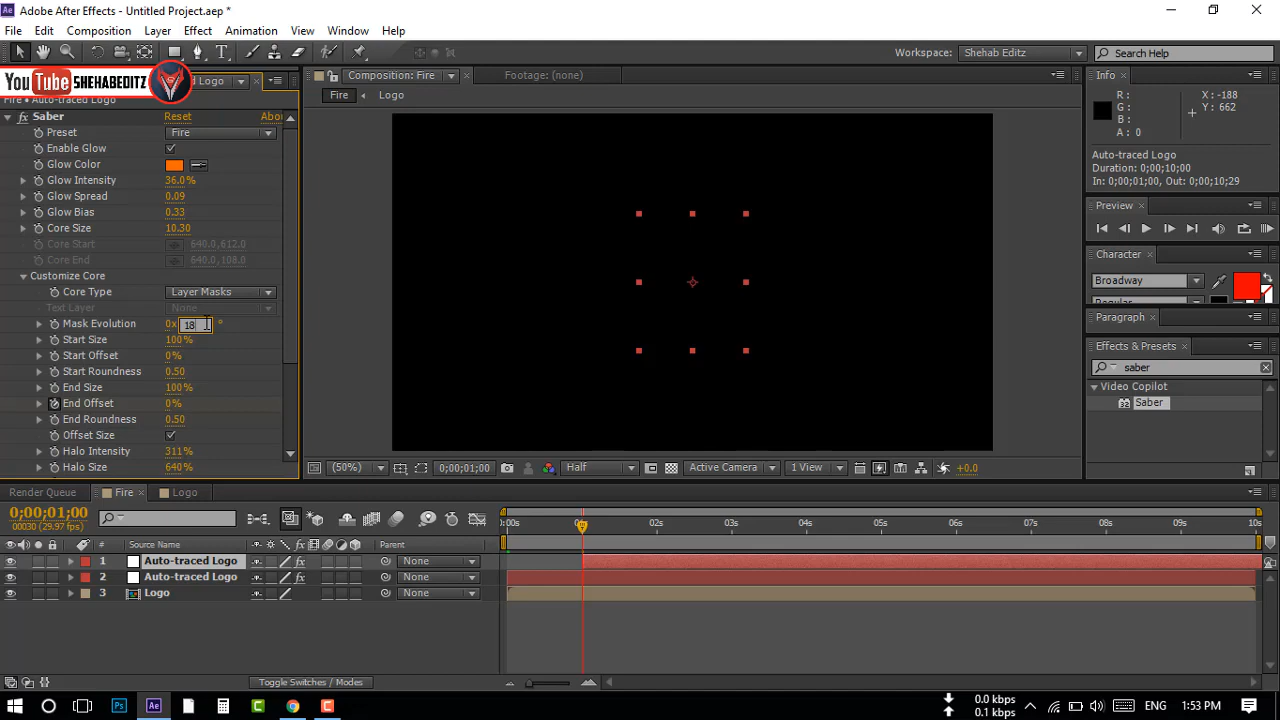 Adobe After Effects - Untitled Project.aep *
File Edit Composition Layer Effect Animation View Window Help
Workspace: Shehab Editz
Search Help
YouTube SHEHABEDITZ
d Logo
Fire • Auto-traced Logo
Saber Reset Abou
Preset Fire
Enable Glow
Glow Color
Glow Intensity 36.0%
Glow Spread 0.09
Glow Bias 0.33
Core Size 10.30
Core Start 640.0,612.0
Core End 640.0,108.0
Customize Core
Core Type Layer Masks
Text Layer None
Mask Evolution 0x 18 °
Start Size 100%
Start Offset 0%
Start Roundness 0.50
End Size 100%
End Offset 0%
End Roundness 0.50
Offset Size
Halo Intensity 311%
Halo Size 640%
Composition: Fire Footage: (none)
Fire Logo
(50%) 0;00;01;00 Half Active Camera 1 View +0.0
Info
R : X : -188
G : Y : 662
B :
A : 0
Auto-traced Logo
Duration: 0;00;10;00
In: 0;00;01;00, Out: 0;00;10;29
Preview
Character
Broadway
Regular
Paragraph
Effects & Presets
saber
Video Copilot
32 Saber
Render Queue Fire Logo
0;00;01;00
00030 (29.97 fps)
# Source Name Parent
1 Auto-traced Logo None
2 Auto-traced Logo None
3 Logo None
02s 03s 04s 05s 06s 07s 08s 09s 10s
Toggle Switches / Modes
Ps Ae
0.0 kbps
0.1 kbps
ENG 1:53 PM